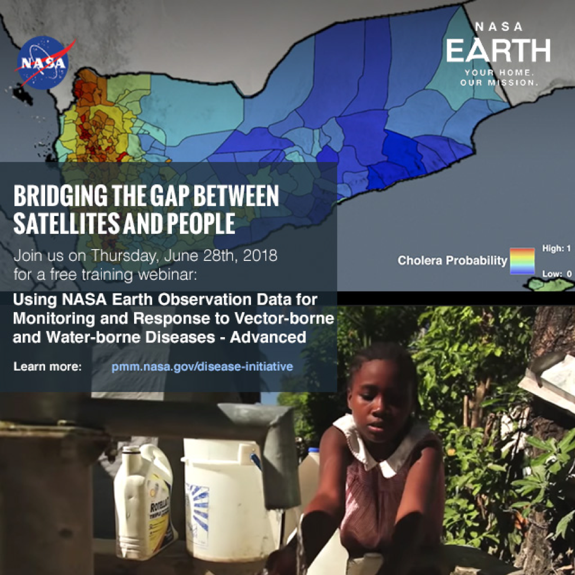 NASA
NASA
EARTH
YOUR HOME.
OUR MISSION.
BRIDGING THE GAP BETWEEN
SATELLITES AND PEOPLE
Join us on Thursday, June 28th, 2018
for a free training webinar:
Using NASA Earth Observation Data for
Monitoring and Response to Vector-borne
and Water-borne Diseases - Advanced
Learn more: pmm.nasa.gov/disease-initiative
Cholera Probability
High: 1
Low: 0